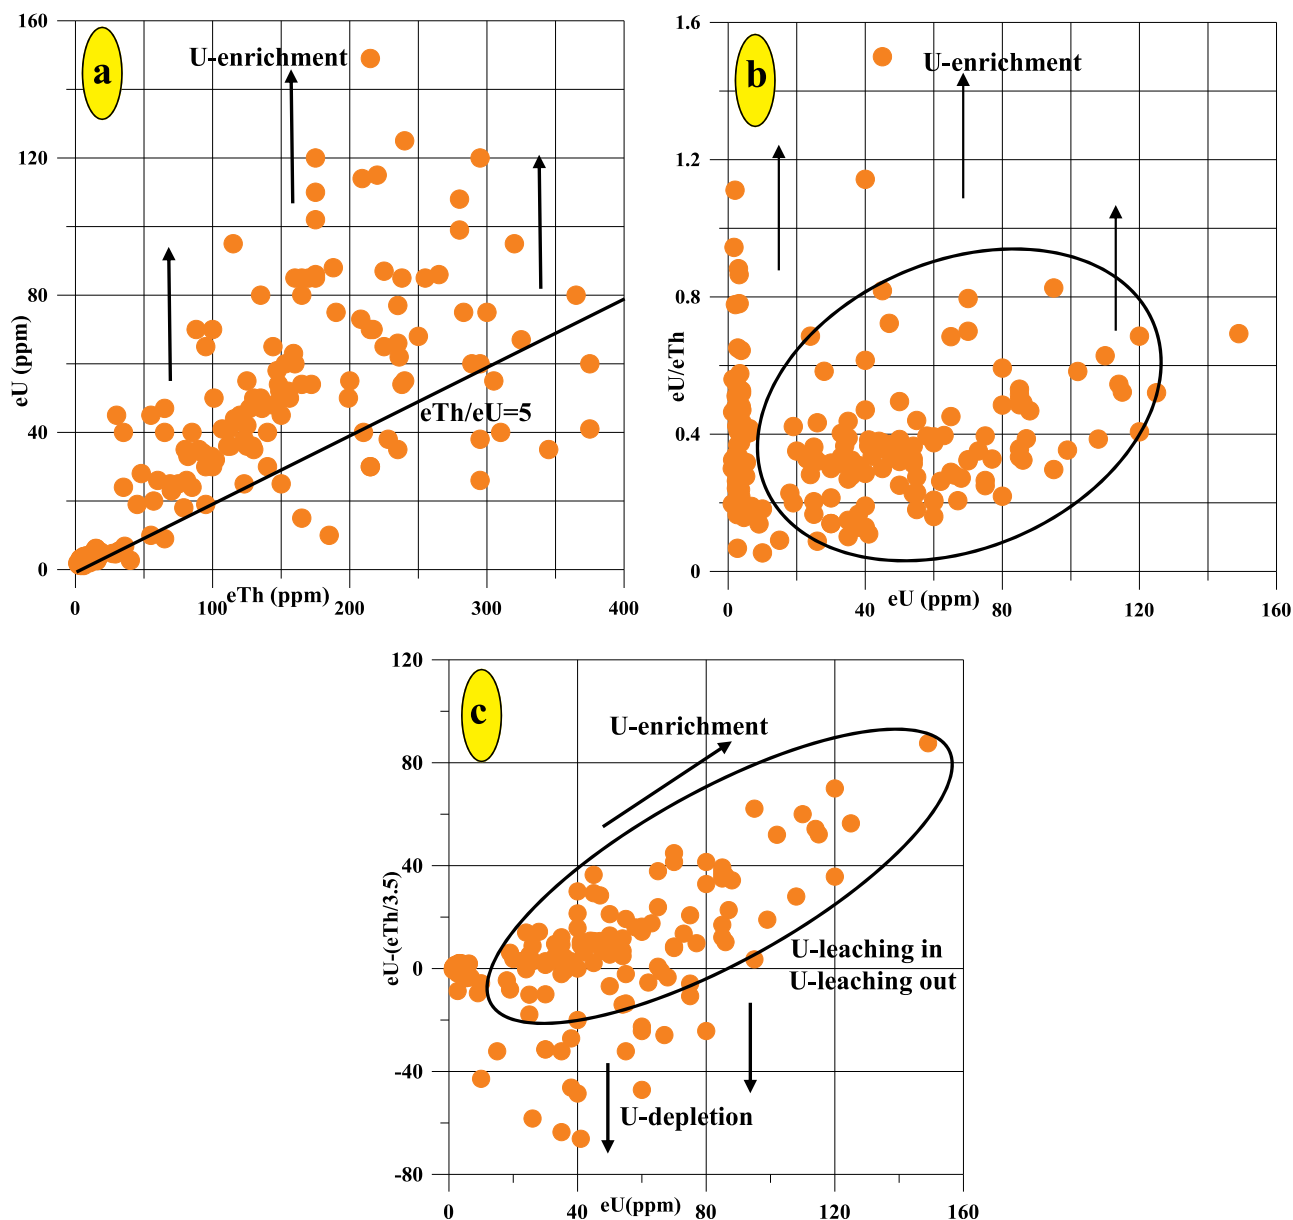 a
U-enrichment
eU (ppm)
160
120
80
40
0
eTh/eU=5
0
100
200
300
400
eTh (ppm)
b
U-enrichment
eU/eTh
1.6
1.2
0.8
0.4
0
0
40
80
120
160
eU (ppm)
c
U-enrichment
eU-(eTh/3.5)
120
80
40
0
-40
-80
U-leaching in
U-leaching out
U-depletion
0
40
80
120
160
eU(ppm)